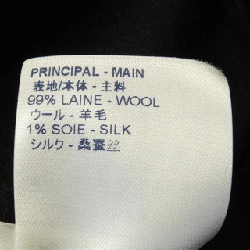 PRINCIPAL - MAIN
表地/本体 - 主料
99% LAINE - WOOL
ウール - 羊毛
1% SOIE - SILK
シルク - 桑蚕丝